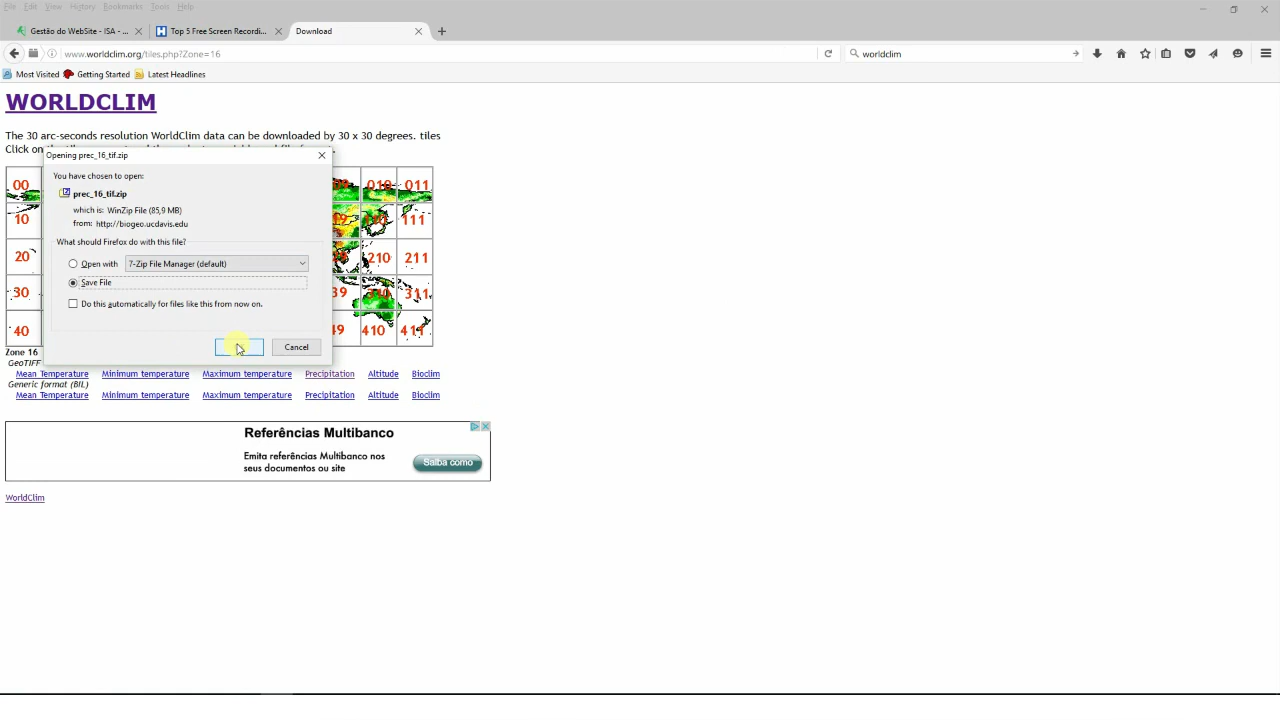 File Edit View History Bookmarks Tools Help
Gestão do WebSite - ISA - ... Top 5 Free Screen Recordi... Download
www.worldclim.org/tiles.php?Zone=16 worldclim
Most Visited Getting Started Latest Headlines
WORLDCLIM
The 30 arc-seconds resolution WorldClim data can be downloaded by 30 x 30 degrees. tiles
Click on
Opening prec_16_tif.zip
You have chosen to open:
prec_16_tif.zip
which is: WinZip File (85,9 MB)
from: http://biogeo.ucdavis.edu
What should Firefox do with this file?
Open with 7-Zip File Manager (default)
Save File
Do this automatically for files like this from now on.
Cancel
00 010 011
10 19 111
20 210 211
30 39 310 311
40 49 410 411
Zone 16
GeoTIFF
Mean Temperature Minimum temperature Maximum temperature Precipitation Altitude Bioclim
Generic format (BIL)
Mean Temperature Minimum temperature Maximum temperature Precipitation Altitude Bioclim
Referências Multibanco
Emita referências Multibanco nos
seus documentos ou site
Saiba como
WorldClim